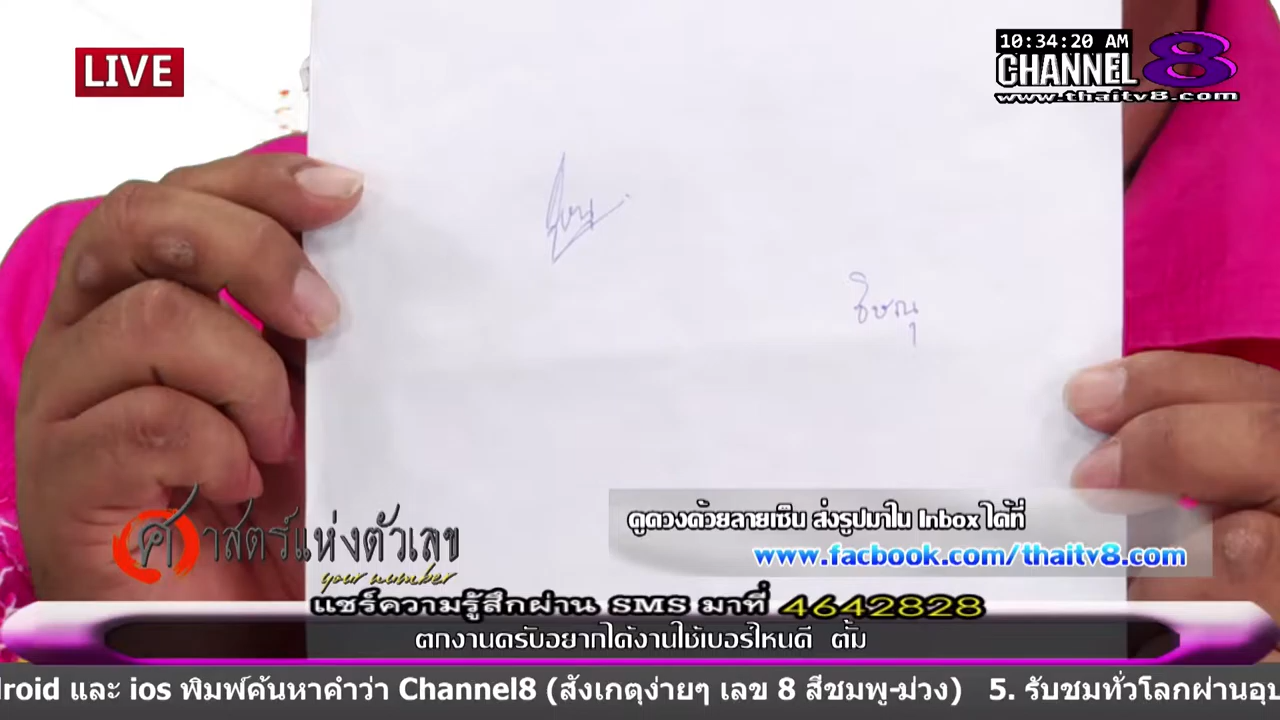 LIVE
10:34:20 AM
CHANNEL 8
www.thaitv8.com
วิษณุ
ดูดวงด้วยลายเซ็น ส่งรูปมาใน Inbox ได้ที่
www.facbook.com/thaitv8.com
ศาสตร์แห่งตัวเลข
your number
แชร์ความรู้สึกผ่าน SMS มาที่ 4642828
ตกงานครับอยากได้งานใช้เบอร์ไหนดี ตั้ม
droid และ ios พิมพ์ค้นหาคำว่า Channel8 (สังเกตุง่ายๆ เลข 8 สีชมพู-ม่วง) 5. รับชมทั่วโลกผ่านอุป